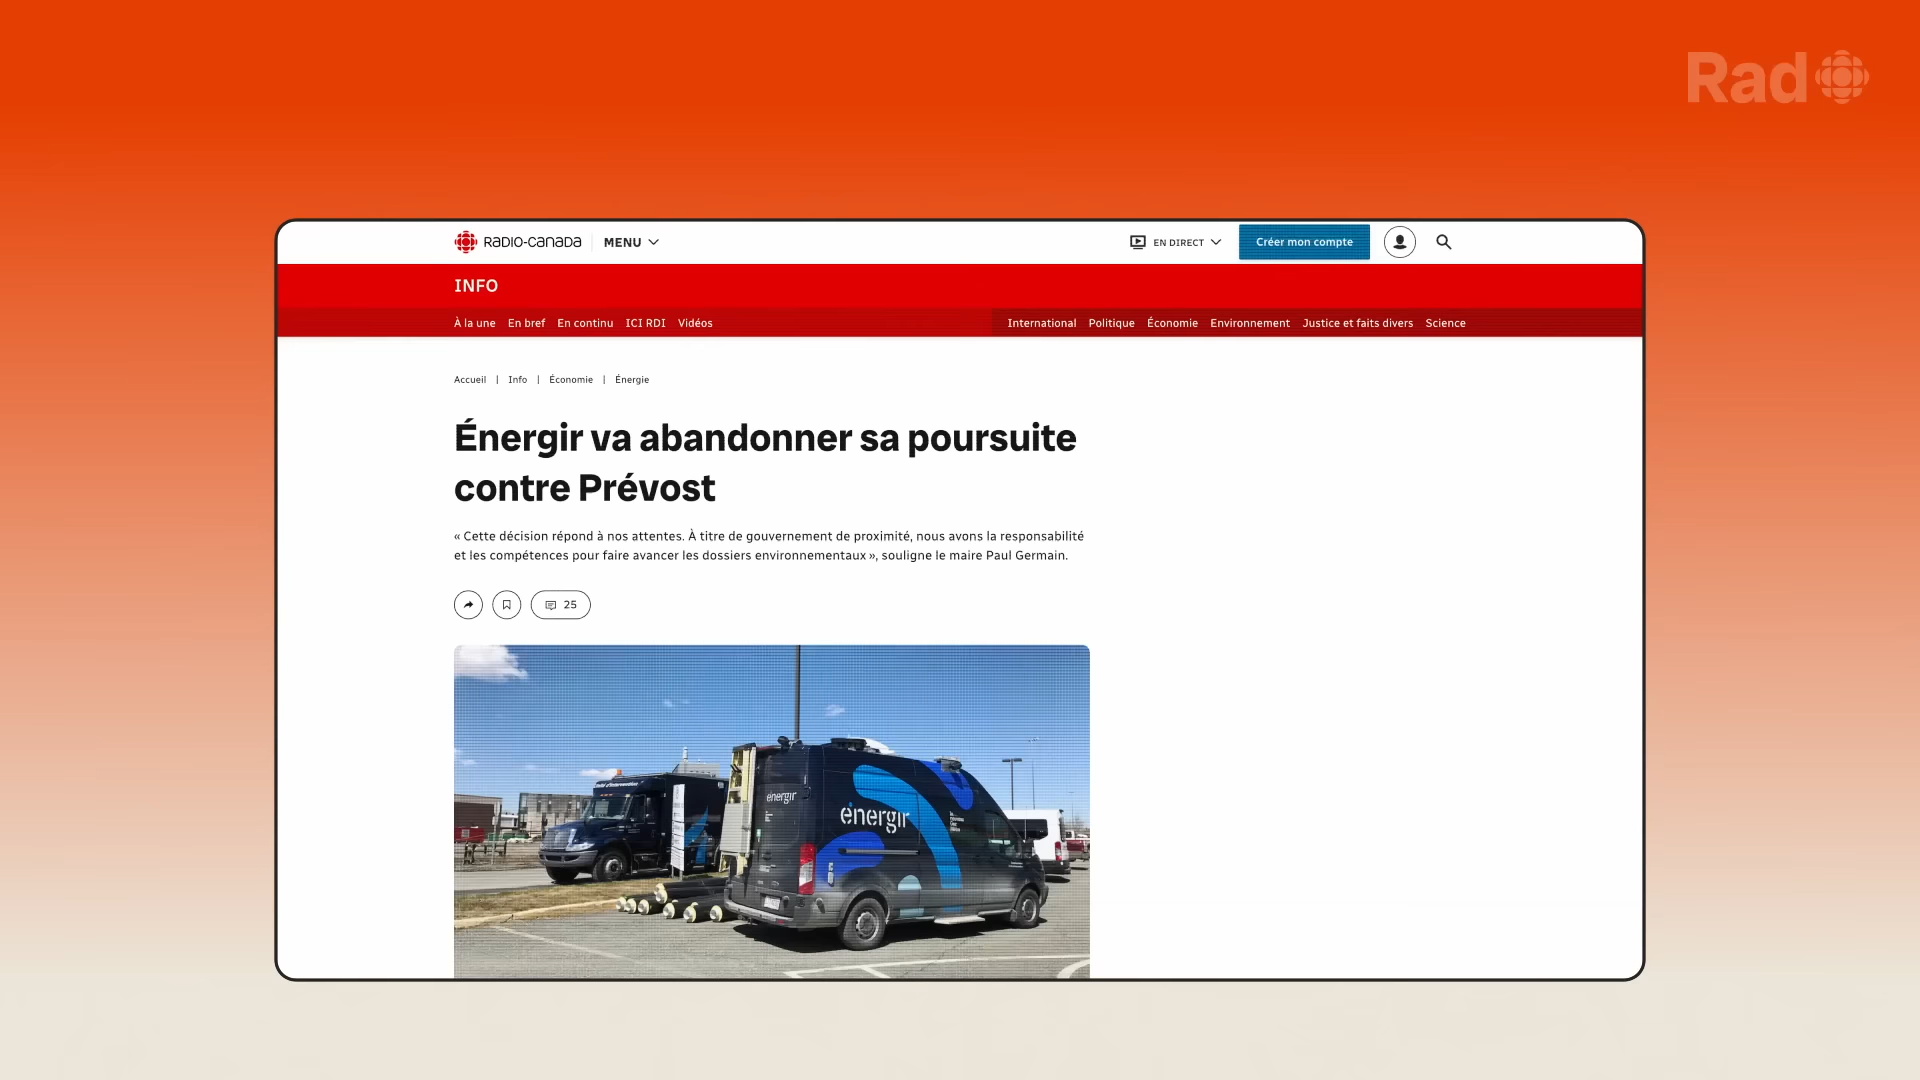 Rad
RADIO-CANADA
MENU
EN DIRECT
Créer mon compte
INFO
À la une En bref En continu ICI RDI Vidéos
International Politique Économie Environnement Justice et faits divers Science
Accueil | Info | Économie | Énergie
Énergir va abandonner sa poursuite
contre Prévost
« Cette décision répond à nos attentes. À titre de gouvernement de proximité, nous avons la responsabilité
et les compétences pour faire avancer les dossiers environnementaux », souligne le maire Paul Germain.
25
énergir
énergir